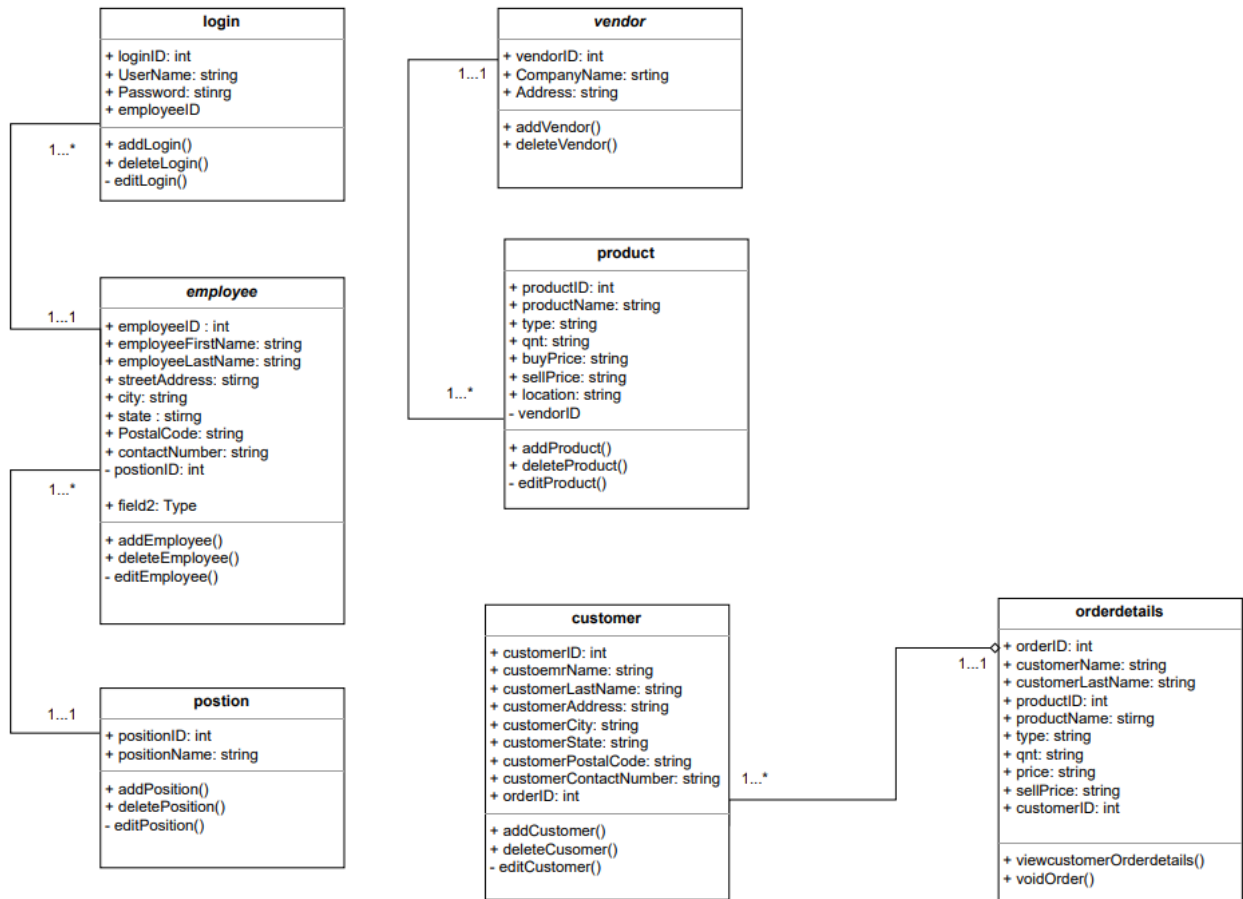 login
+ loginID: int
+ UserName: string
+ Password: stinrg
+ employeeID
+ addLogin()
+ deleteLogin()
- editLogin()
1...*
1...1
employee
+ employeeID : int
+ employeeFirstName: string
+ employeeLastName: string
+ streetAddress: stirng
+ city: string
+ state : stirng
+ PostalCode: string
+ contactNumber: string
- postionID: int
+ field2: Type
+ addEmployee()
+ deleteEmployee()
- editEmployee()
1...*
1...1
postion
+ positionID: int
+ positionName: string
+ addPosition()
+ deletePosition()
- editPosition()
vendor
+ vendorID: int
+ CompanyName: srting
+ Address: string
+ addVendor()
+ deleteVendor()
1...1
1...*
product
+ productID: int
+ productName: string
+ type: string
+ qnt: string
+ buyPrice: string
+ sellPrice: string
+ location: string
- vendorID
+ addProduct()
+ deleteProduct()
- editProduct()
customer
+ customerID: int
+ custoemrName: string
+ customerLastName: string
+ customerAddress: string
+ customerCity: string
+ customerState: string
+ customerPostalCode: string
+ customerContactNumber: string
+ orderID: int
+ addCustomer()
+ deleteCusomer()
- editCustomer()
1...*
1...1
orderdetails
+ orderID: int
+ customerName: string
+ customerLastName: string
+ productID: int
+ productName: stirng
+ type: string
+ qnt: string
+ price: string
+ sellPrice: string
+ customerID: int
+ viewcustomerOrderdetails()
+ voidOrder()